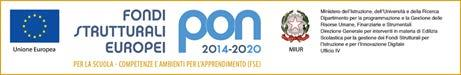 Unione Europea
FONDI
STRUTTURALI
EUROPEI
pon
2014-2020
PER LA SCUOLA - COMPETENZE E AMBIENTI PER L'APPRENDIMENTO (FSE)
MIUR
Ministero dell'Istruzione, dell'Università e della Ricerca
Dipartimento per la programmazione e la Gestione delle
Risorse Umane, Finanziarie e Strumentali
Direzione Generale per interventi in materia di Edilizia
Scolastica per la gestione dei Fondi Strutturali per
l'Istruzione e per l'Innovazione Digitale
Ufficio IV